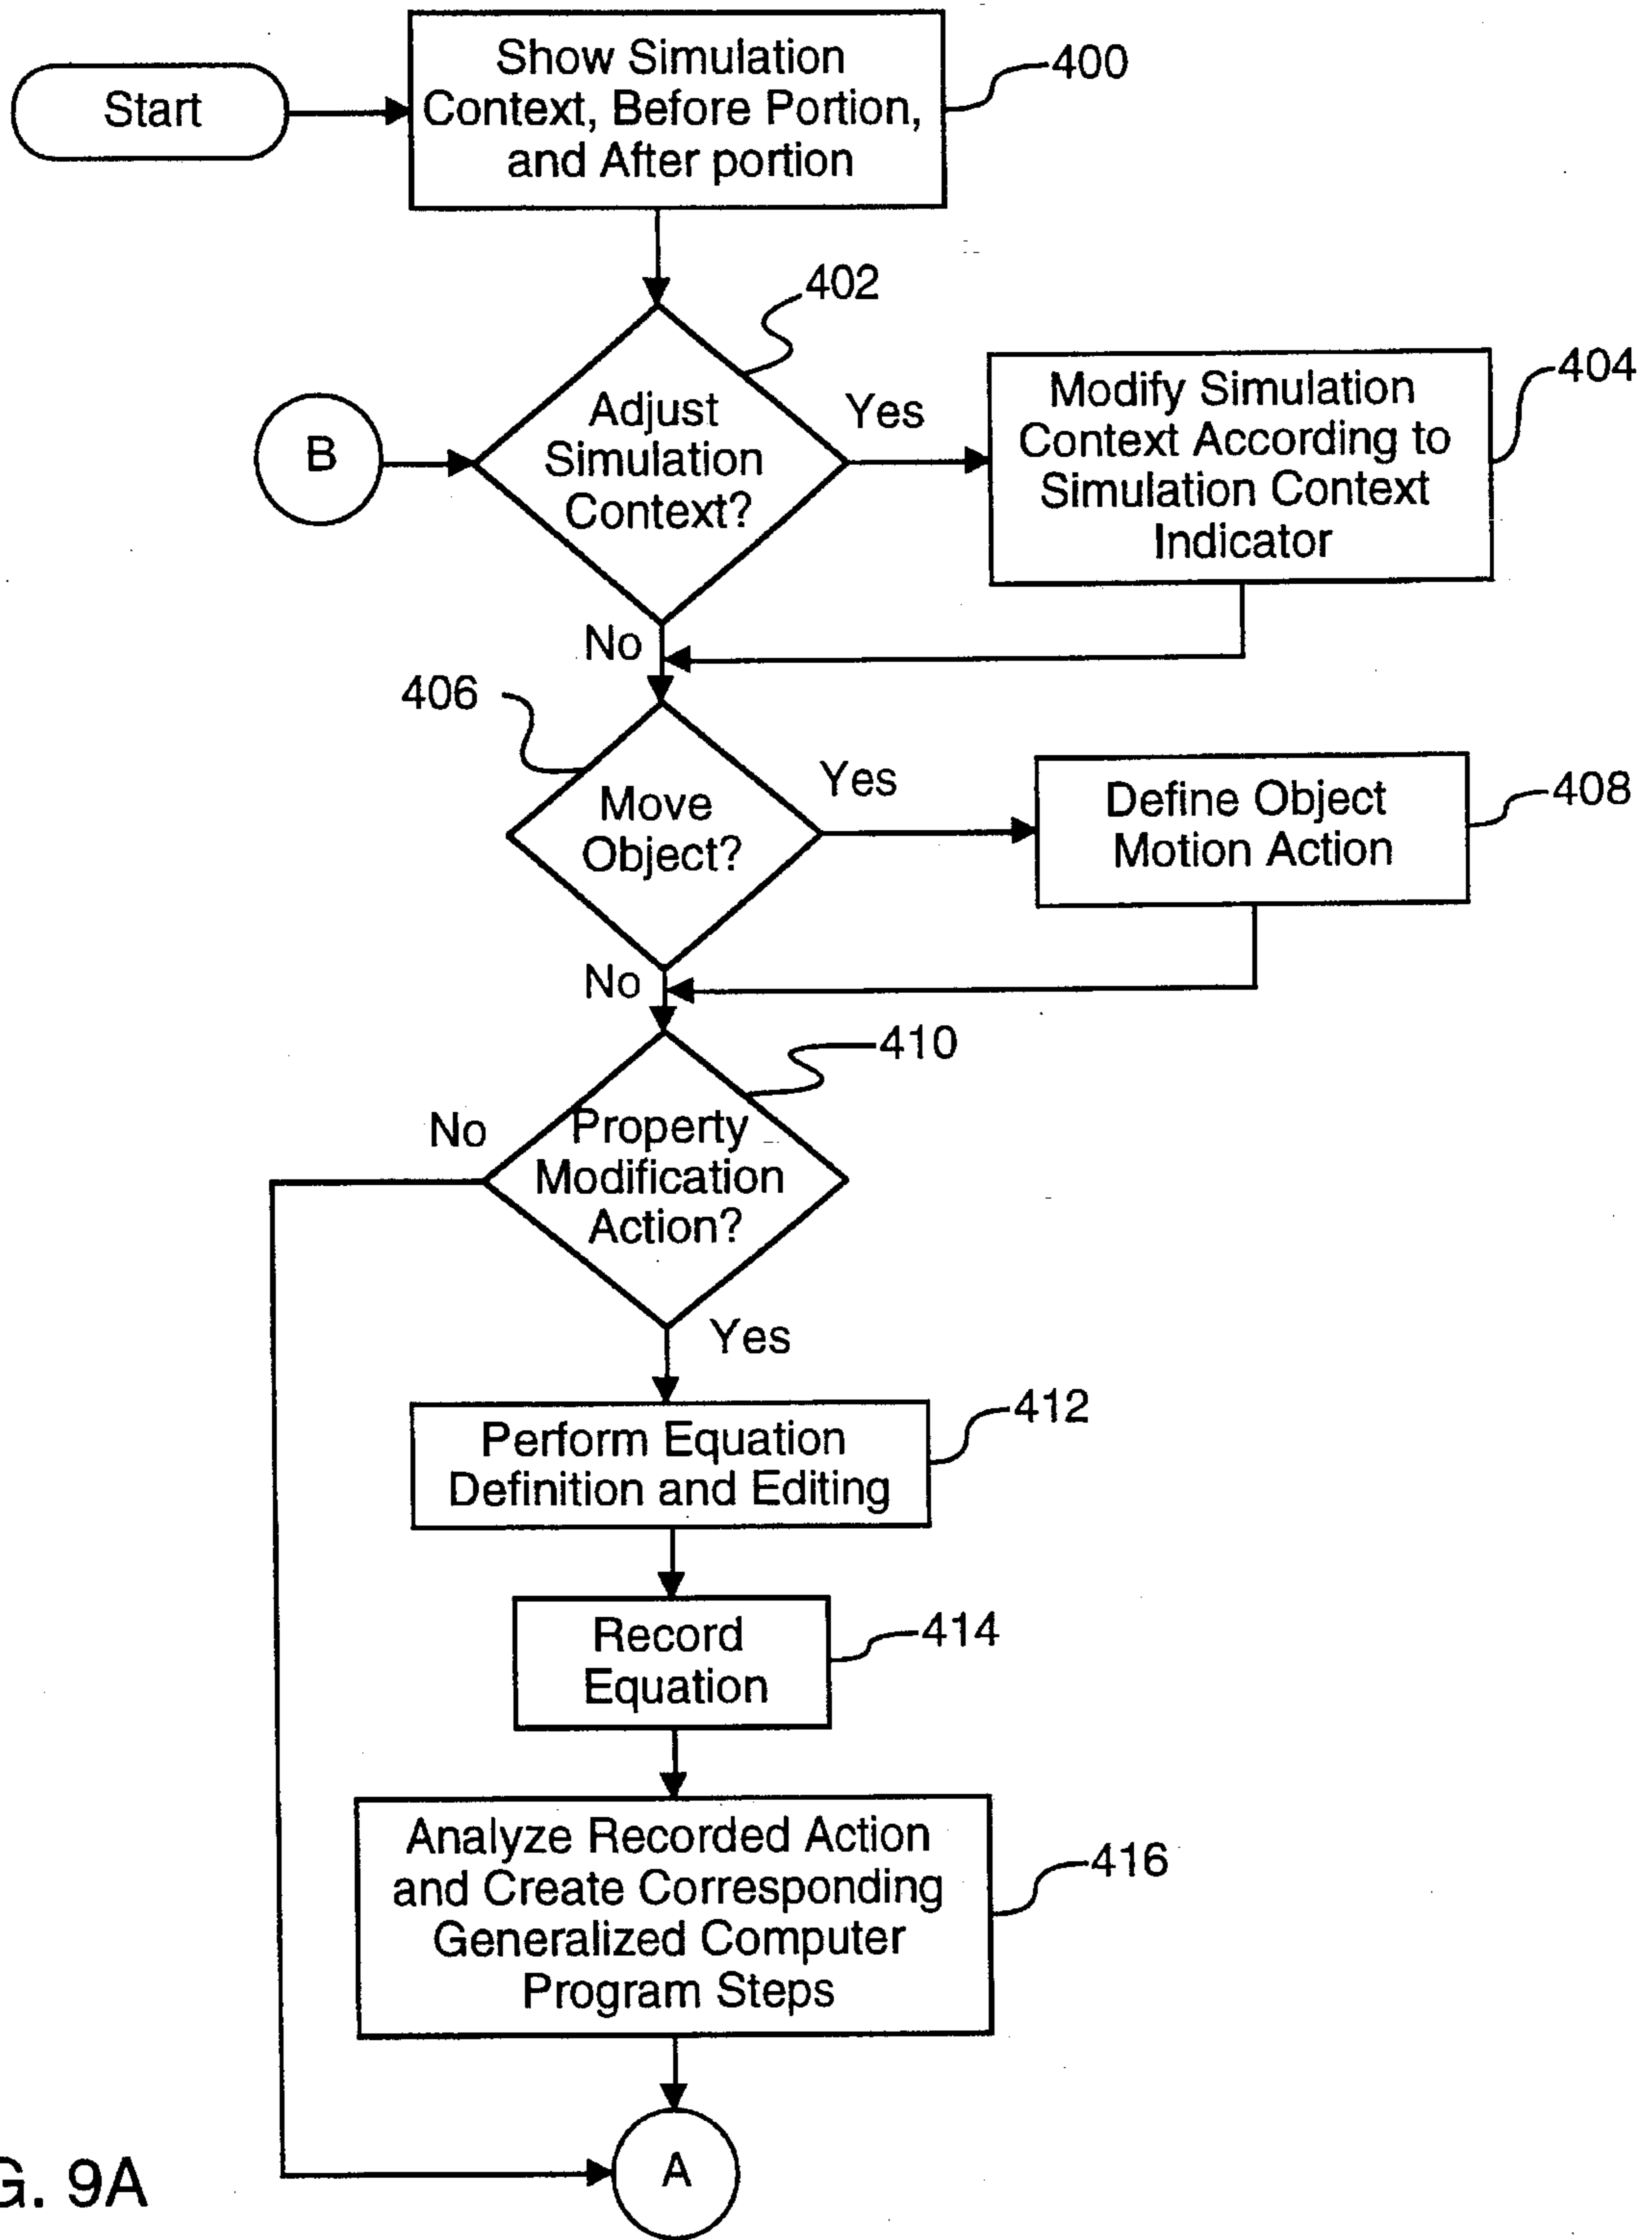 Start
Show Simulation
Context, Before Portion,
and After portion
400
402
Adjust
Simulation
Context?
B
Yes
Modify Simulation
Context According to
Simulation Context
Indicator
404
No
406
Move
Object?
Yes
Define Object
Motion Action
408
No
410
No
Property
Modification
Action?
Yes
Perform Equation
Definition and Editing
412
Record
Equation
414
Analyze Recorded Action
and Create Corresponding
Generalized Computer
Program Steps
416
A
G. 9A